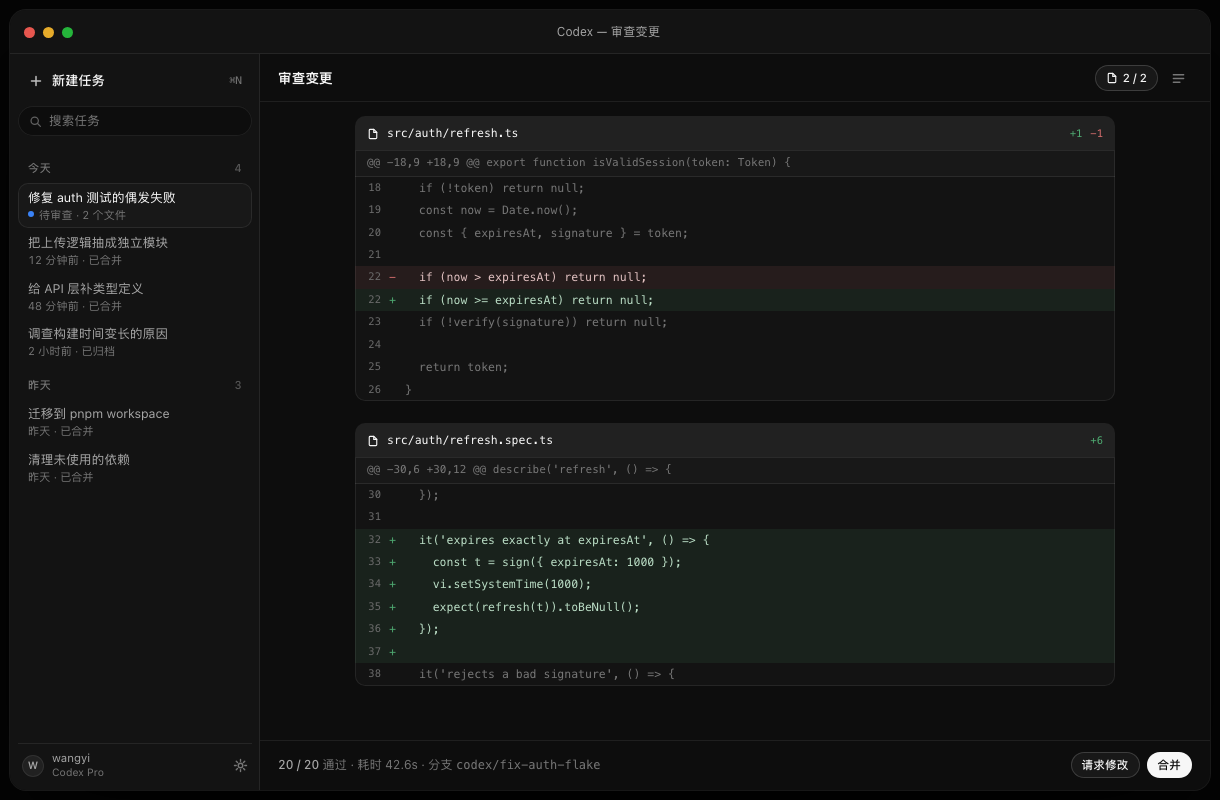 Codex — 审查变更
新建任务 ⌘N
搜索任务
今天 4
修复 auth 测试的偶发失败
待审查 · 2 个文件
把上传逻辑抽成独立模块
12 分钟前 · 已合并
给 API 层补类型定义
48 分钟前 · 已合并
调查构建时间变长的原因
2 小时前 · 已归档
昨天 3
迁移到 pnpm workspace
昨天 · 已合并
清理未使用的依赖
昨天 · 已合并
W
wangyi
Codex Pro
审查变更
2 / 2
src/auth/refresh.ts +1 −1
@@ −18,9 +18,9 @@ export function isValidSession(token: Token) {
18 if (!token) return null;
19 const now = Date.now();
20 const { expiresAt, signature } = token;
21
22 − if (now > expiresAt) return null;
22 + if (now >= expiresAt) return null;
23 if (!verify(signature)) return null;
24
25 return token;
26 }
src/auth/refresh.spec.ts +6
@@ −30,6 +30,12 @@ describe('refresh', () => {
30 });
31
32 + it('expires exactly at expiresAt', () => {
33 + const t = sign({ expiresAt: 1000 });
34 + vi.setSystemTime(1000);
35 + expect(refresh(t)).toBeNull();
36 + });
37 +
38 it('rejects a bad signature', () => {
20 / 20 通过 · 耗时 42.6s · 分支 codex/fix-auth-flake
请求修改
合并